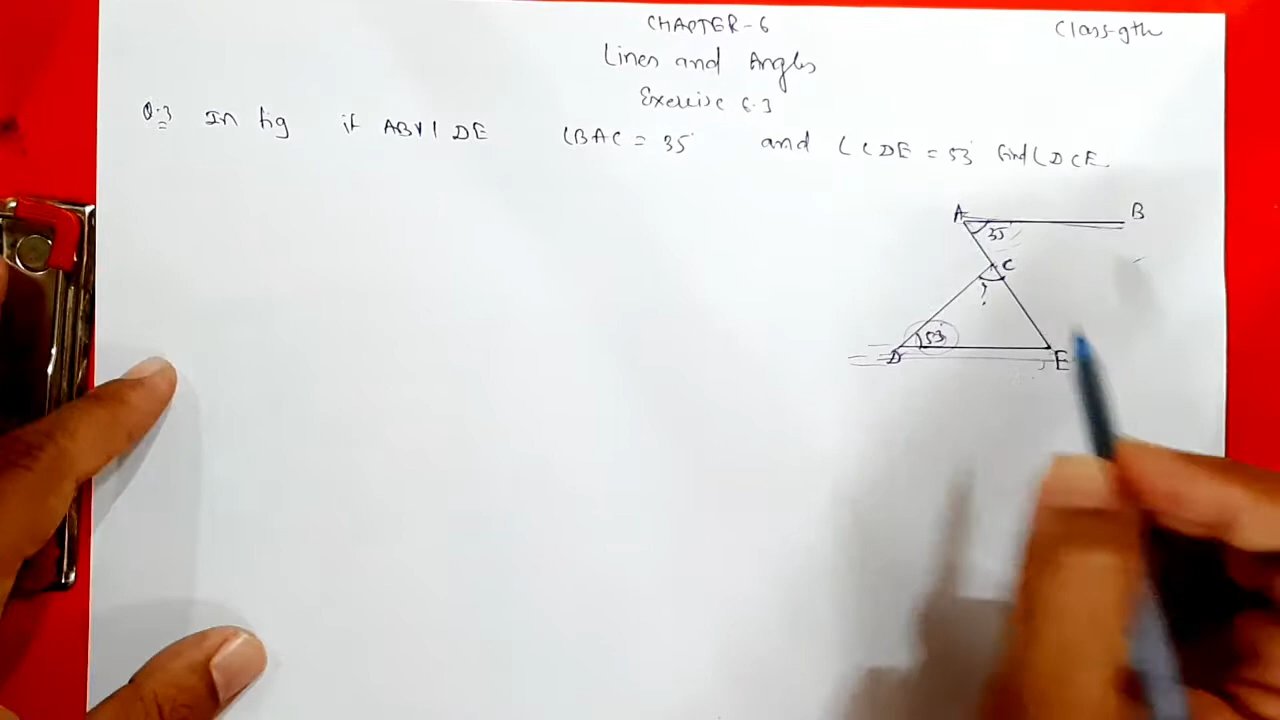 CHAPTER-6
Class-9th
Lines and Angles
Exercise 6.3
Q.3 In fig if AB || DE ∠BAC = 35° and ∠CDE = 53° find ∠DCE
A B
35
C
?
53°
D E